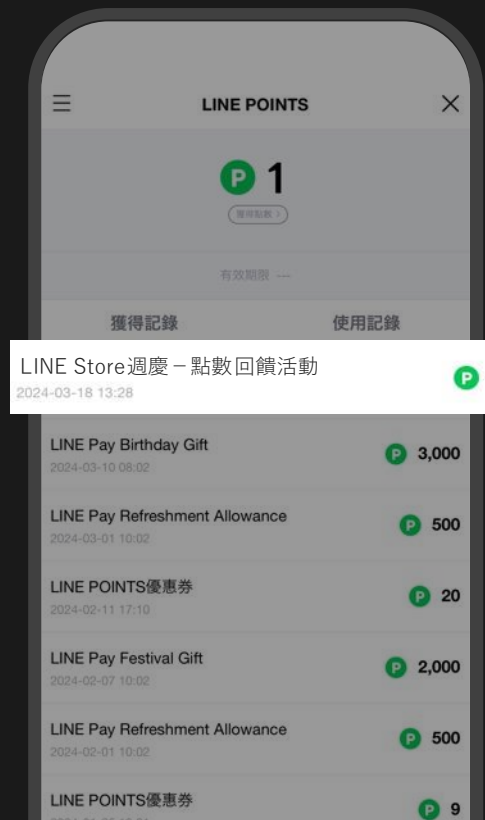 LINE POINTS
P 1
獲得點數 >
有效期限 ---
獲得記錄 使用記錄
LINE Store週慶－點數回饋活動
P
2024-03-18 13:28
LINE Pay Birthday Gift
P 3,000
2024-03-10 08:02
LINE Pay Refreshment Allowance
P 500
2024-03-01 10:02
LINE POINTS優惠券
P 20
2024-02-11 17:10
LINE Pay Festival Gift
P 2,000
2024-02-07 10:02
LINE Pay Refreshment Allowance
P 500
2024-02-01 10:02
LINE POINTS優惠券
P 9